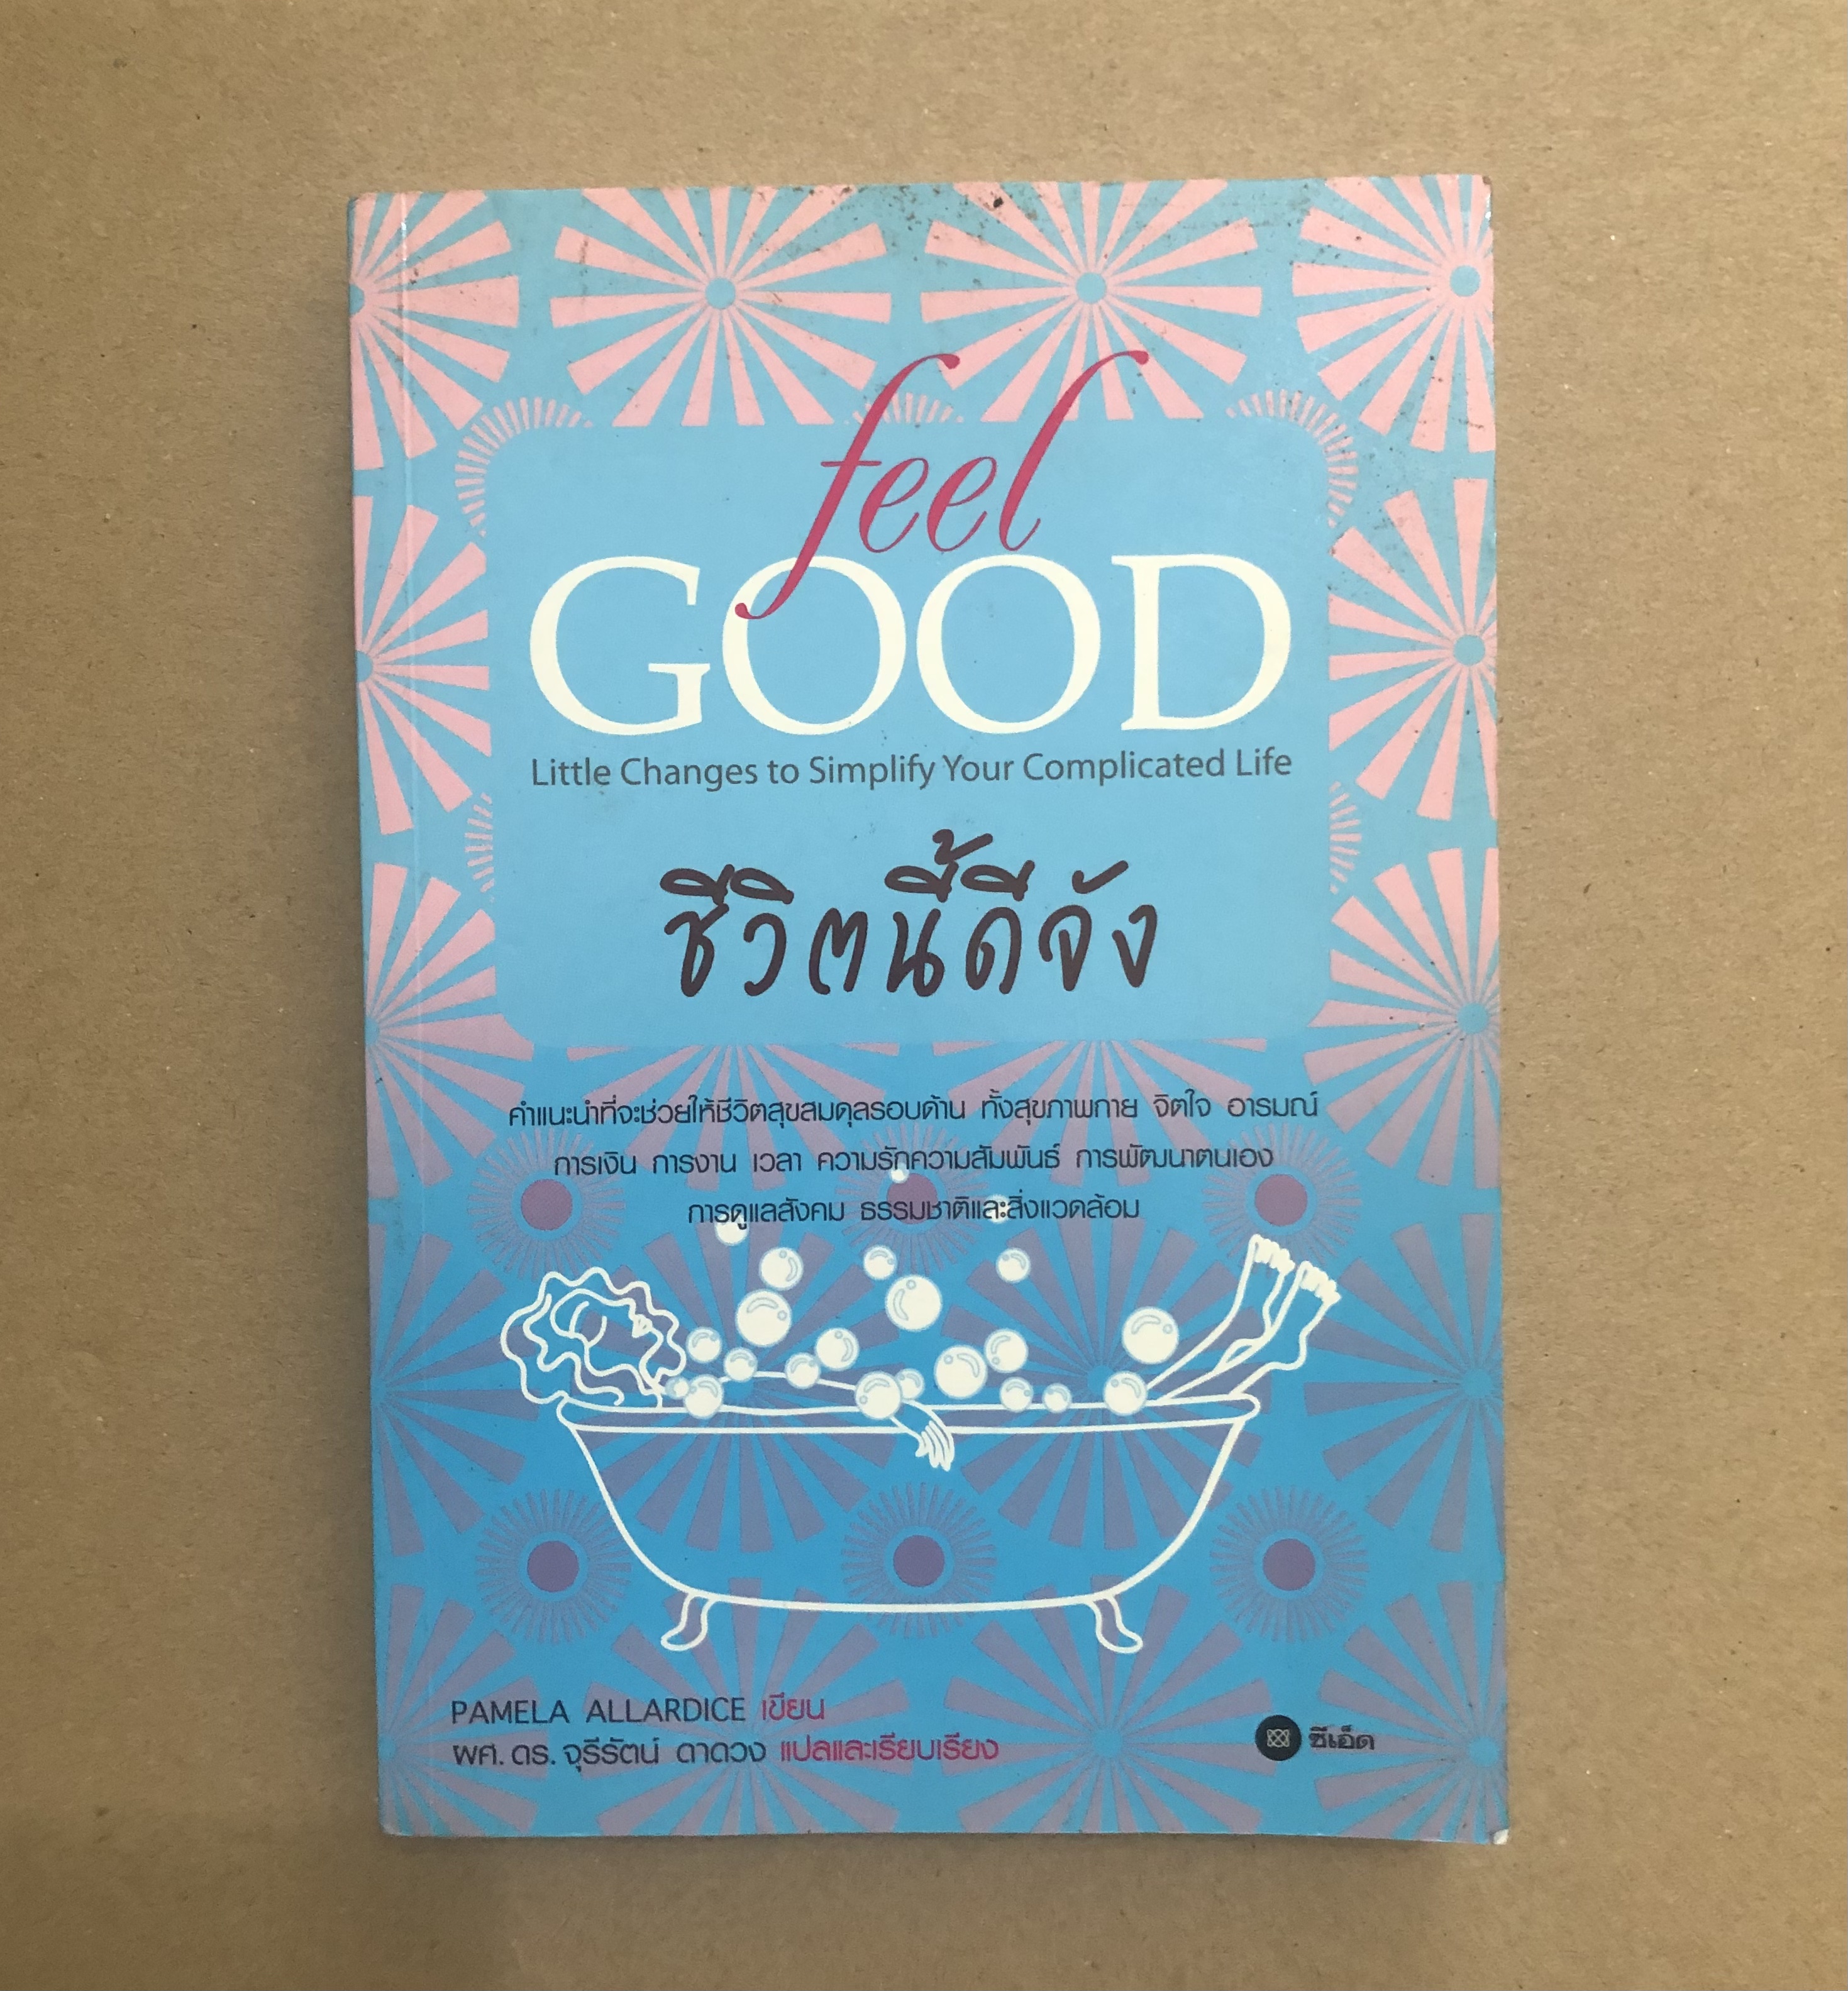 feel
GOOD
Little Changes to Simplify Your Complicated Life
ชีวิตนี้ดีจัง
คำแนะนำที่จะช่วยให้ชีวิตสุขสมดุลรอบด้าน ทั้งสุขภาพกาย จิตใจ อารมณ์
การเงิน การงาน เวลา ความรักความสัมพันธ์ การพัฒนาตนเอง
การดูแลสังคม ธรรมชาติและสิ่งแวดล้อม
PAMELA ALLARDICE เขียน
ผศ. ดร. จุรีรัตน์ ดาดวง แปลและเรียบเรียง
ซีเอ็ด